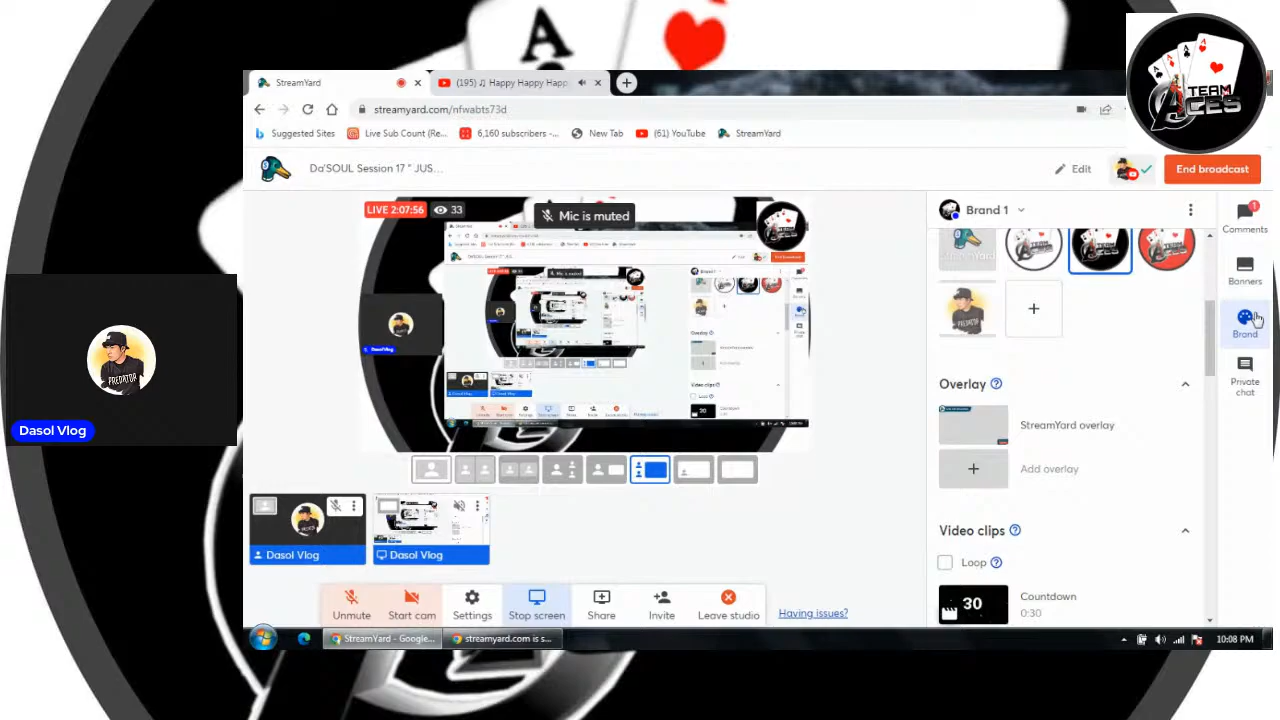 StreamYard
(195) ♫ Happy Happy Happ
streamyard.com/nfwabts73d
Suggested Sites
Live Sub Count (Re...
6,160 subscribers -...
New Tab
(61) YouTube
StreamYard
TEAM
ACES
Da'SOUL Session 17 " JUS...
Edit
End broadcast
LIVE 2:07:56
33
Mic is muted
Brand 1
1
Comments
Banners
Brand
Private
chat
Overlay
StreamYard overlay
Add overlay
Video clips
Loop
30
Countdown
0:30
PREDATOR
Dasol Vlog
Dasol Vlog
Dasol Vlog
Unmute
Start cam
Settings
Stop screen
Share
Invite
Leave studio
Having issues?
StreamYard - Google...
streamyard.com is s...
10:08 PM
A